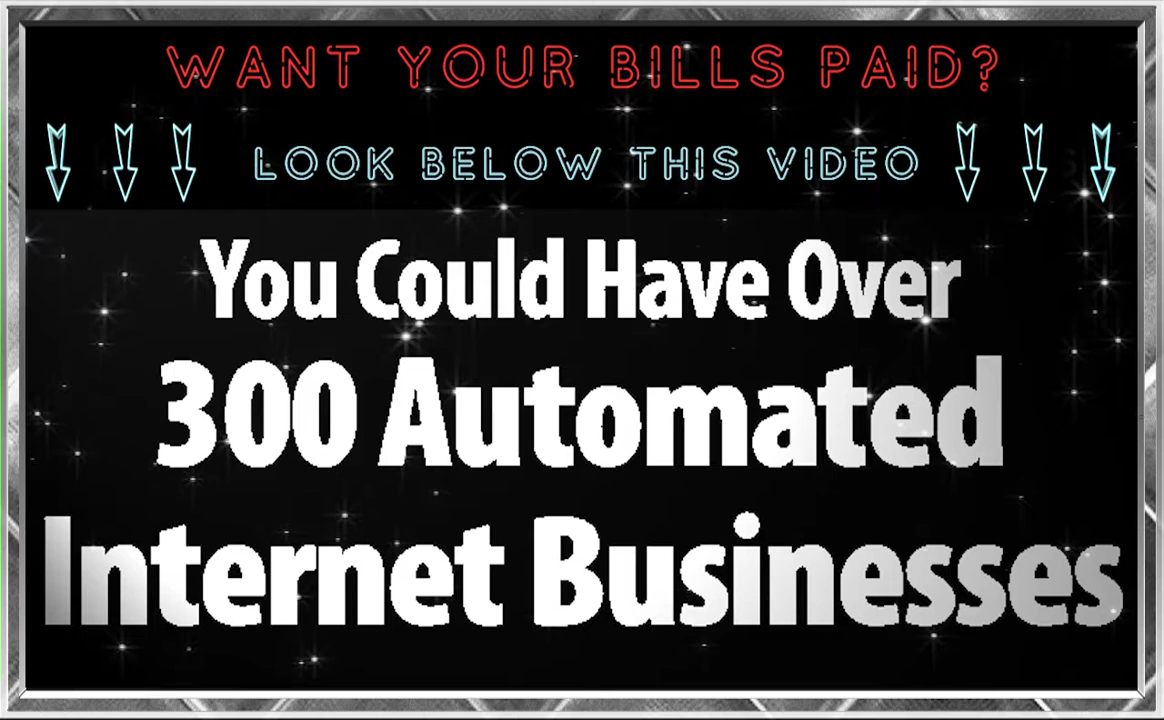 WANT YOUR BILLS PAID?
LOOK BELOW THIS VIDEO
You Could Have Over
300 Automated
Internet Businesses